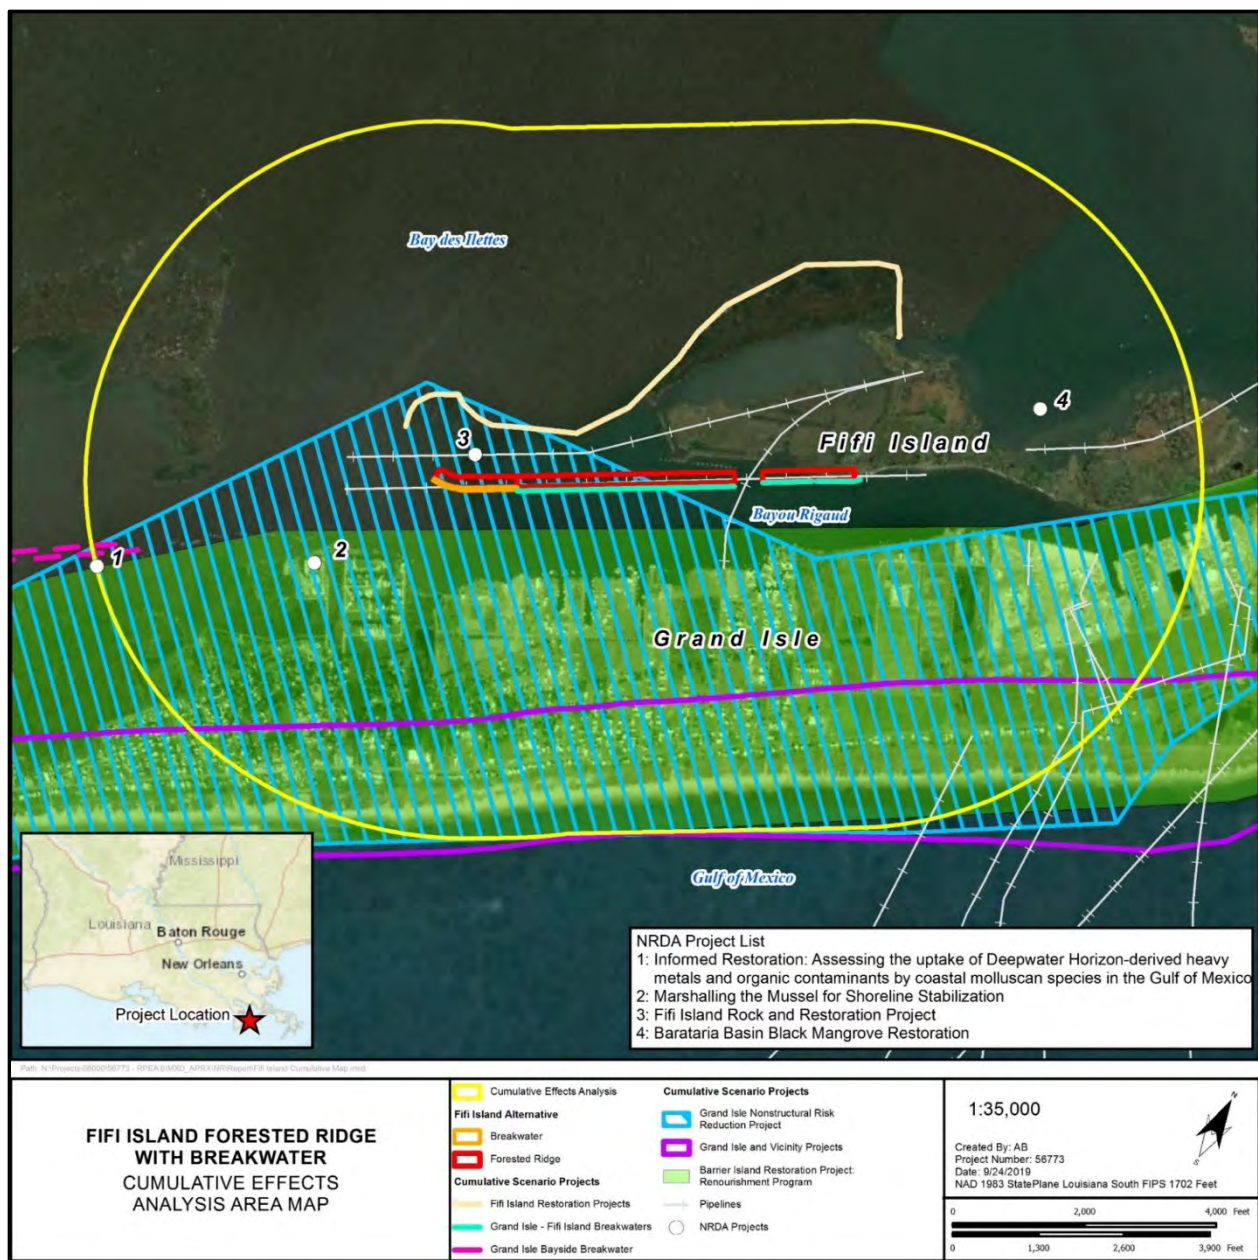 Bay des Ilettes
3
4
Fifi Island
Bayou Rigaud
1
2
Grand Isle
Gulf of Mexico
Mississippi
Louisiana
Baton Rouge
New Orleans
Project Location
NRDA Project List
1: Informed Restoration: Assessing the uptake of Deepwater Horizon-derived heavy
metals and organic contaminants by coastal molluscan species in the Gulf of Mexico
2: Marshalling the Mussel for Shoreline Stabilization
3: Fifi Island Rock and Restoration Project
4: Barataria Basin Black Mangrove Restoration
FIFI ISLAND FORESTED RIDGE
WITH BREAKWATER
CUMULATIVE EFFECTS
ANALYSIS AREA MAP
Cumulative Effects Analysis
Fifi Island Alternative
Breakwater
Forested Ridge
Cumulative Scenario Projects
Fifi Island Restoration Projects
Grand Isle - Fifi Island Breakwaters
Grand Isle Bayside Breakwater
Cumulative Scenario Projects
Grand Isle Nonstructural Risk
Reduction Project
Grand Isle and Vicinity Projects
Barrier Island Restoration Project:
Renourishment Program
Pipelines
NRDA Projects
1:35,000
N
S
Created By: AB
Project Number: 56773
Date: 9/24/2019
NAD 1983 StatePlane Louisiana South FIPS 1702 Feet
0 2,000 4,000 Feet
0 1,300 2,600 3,900 Feet